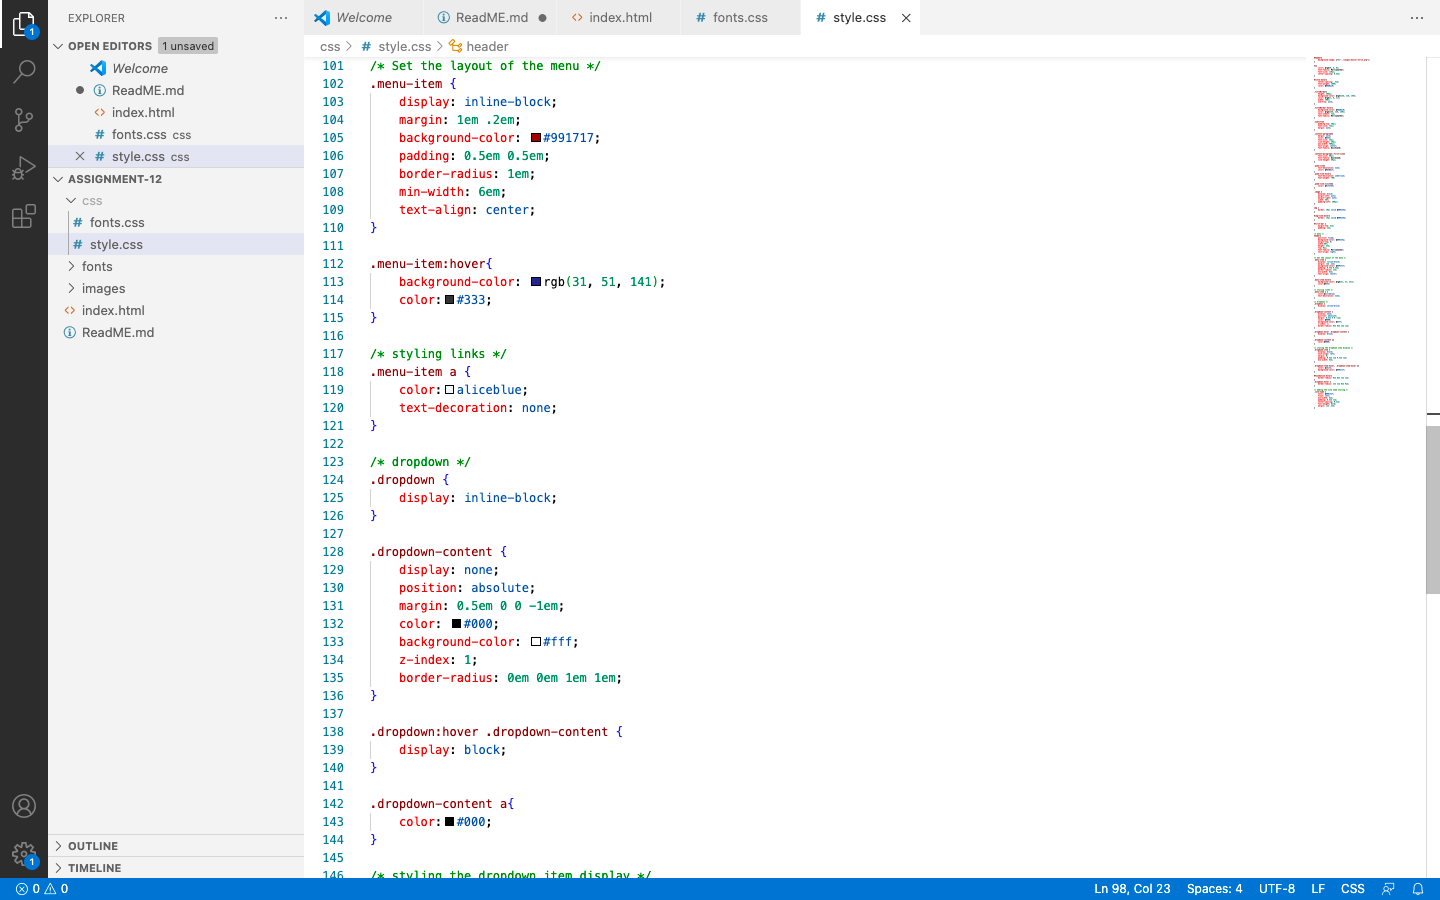 EXPLORER
OPEN EDITORS 1 unsaved
Welcome
ReadME.md
index.html
fonts.css css
style.css css
ASSIGNMENT-12
css
fonts.css
style.css
fonts
images
index.html
ReadME.md
OUTLINE
TIMELINE
Welcome ReadME.md index.html fonts.css style.css
css > # style.css > header
101 /* Set the layout of the menu */
102 .menu-item {
103 display: inline-block;
104 margin: 1em .2em;
105 background-color: #991717;
106 padding: 0.5em 0.5em;
107 border-radius: 1em;
108 min-width: 6em;
109 text-align: center;
110 }
111
112 .menu-item:hover{
113 background-color: rgb(31, 51, 141);
114 color: #333;
115 }
116
117 /* styling links */
118 .menu-item a {
119 color: aliceblue;
120 text-decoration: none;
121 }
122
123 /* dropdown */
124 .dropdown {
125 display: inline-block;
126 }
127
128 .dropdown-content {
129 display: none;
130 position: absolute;
131 margin: 0.5em 0 0 -1em;
132 color: #000;
133 background-color: #fff;
134 z-index: 1;
135 border-radius: 0em 0em 1em 1em;
136 }
137
138 .dropdown:hover .dropdown-content {
139 display: block;
140 }
141
142 .dropdown-content a{
143 color: #000;
144 }
145
146 /* styling the dropdown item display */
0 0 Ln 98, Col 23 Spaces: 4 UTF-8 LF CSS